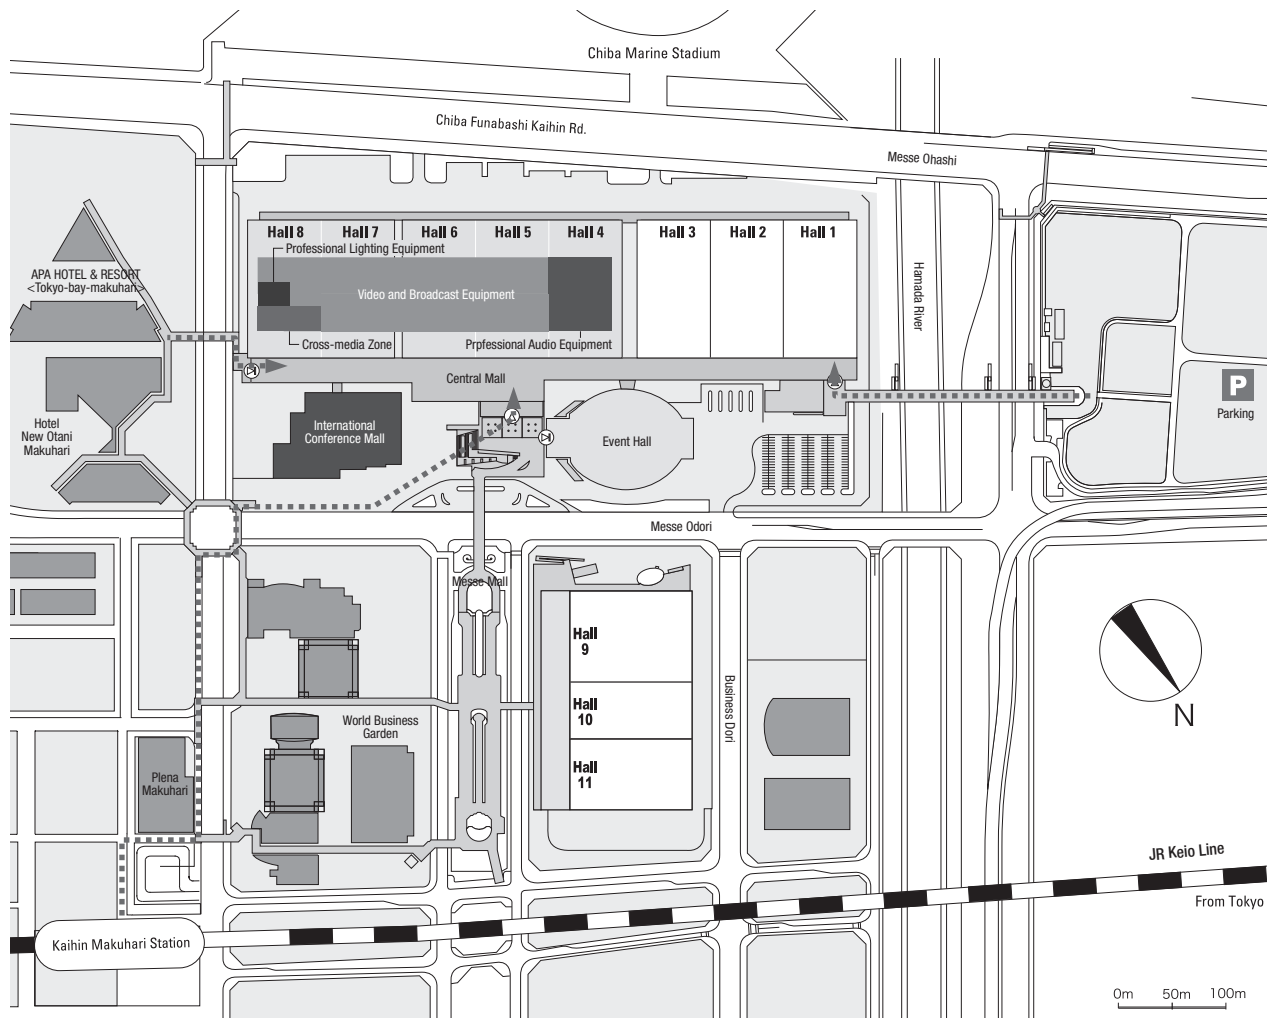 Chiba Marine Stadium
Chiba Funabashi Kaihin Rd.
Messe Ohashi
Hall 8
Hall 7
Hall 6
Hall 5
Hall 4
Hall 3
Hall 2
Hall 1
Professional Lighting Equipment
Video and Broadcast Equipment
Cross-media Zone
Prpfessional Audio Equipment
APA HOTEL & RESORT
<Tokyo-bay-makuhari>
Hamada River
Central Mall
P
Parking
Hotel
New Otani
Makuhari
International
Conference Mall
Event Hall
Messe Odori
Messe Mall
Hall
9
Hall
10
Hall
11
Business Dori
N
World Business
Garden
Plena
Makuhari
JR Keio Line
From Tokyo
Kaihin Makuhari Station
0m 50m 100m